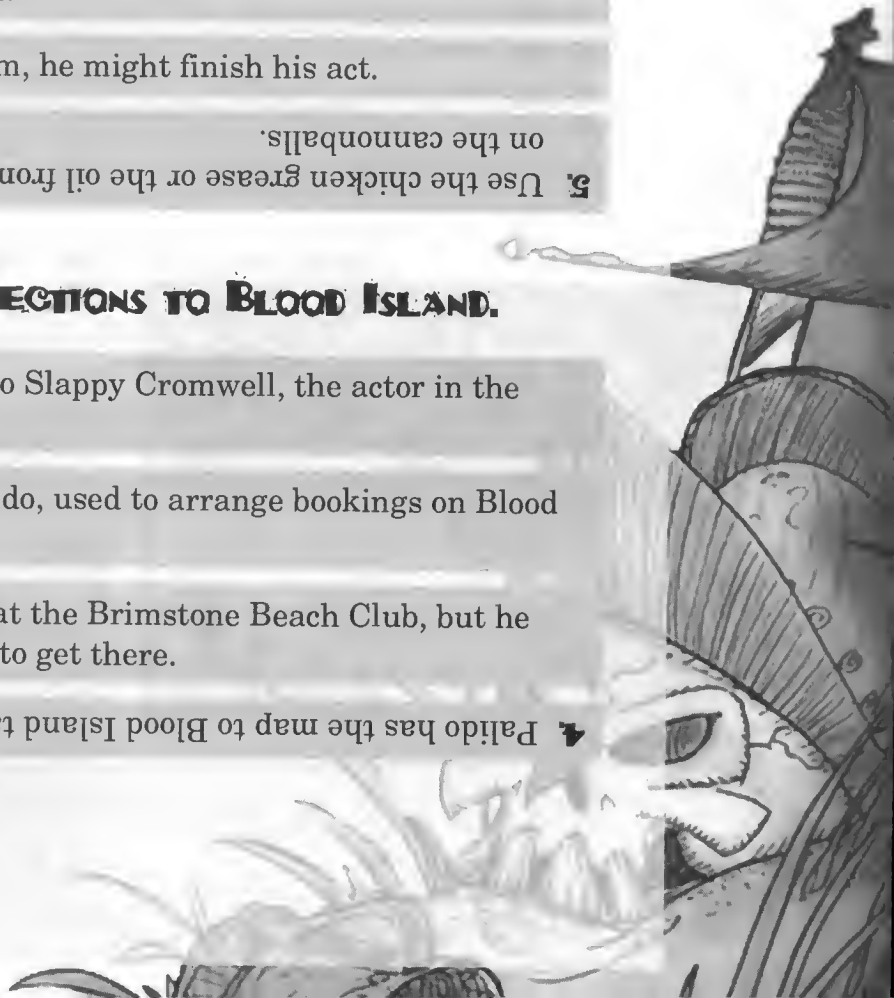 m, he might finish his act.
5. Use the chicken grease or the oil from
on the cannonballs.
ECTIONS TO BLOOD ISLAND.
o Slappy Cromwell, the actor in the
do, used to arrange bookings on Blood
at the Brimstone Beach Club, but he
to get there.
4. Palido has the map to Blood Island t